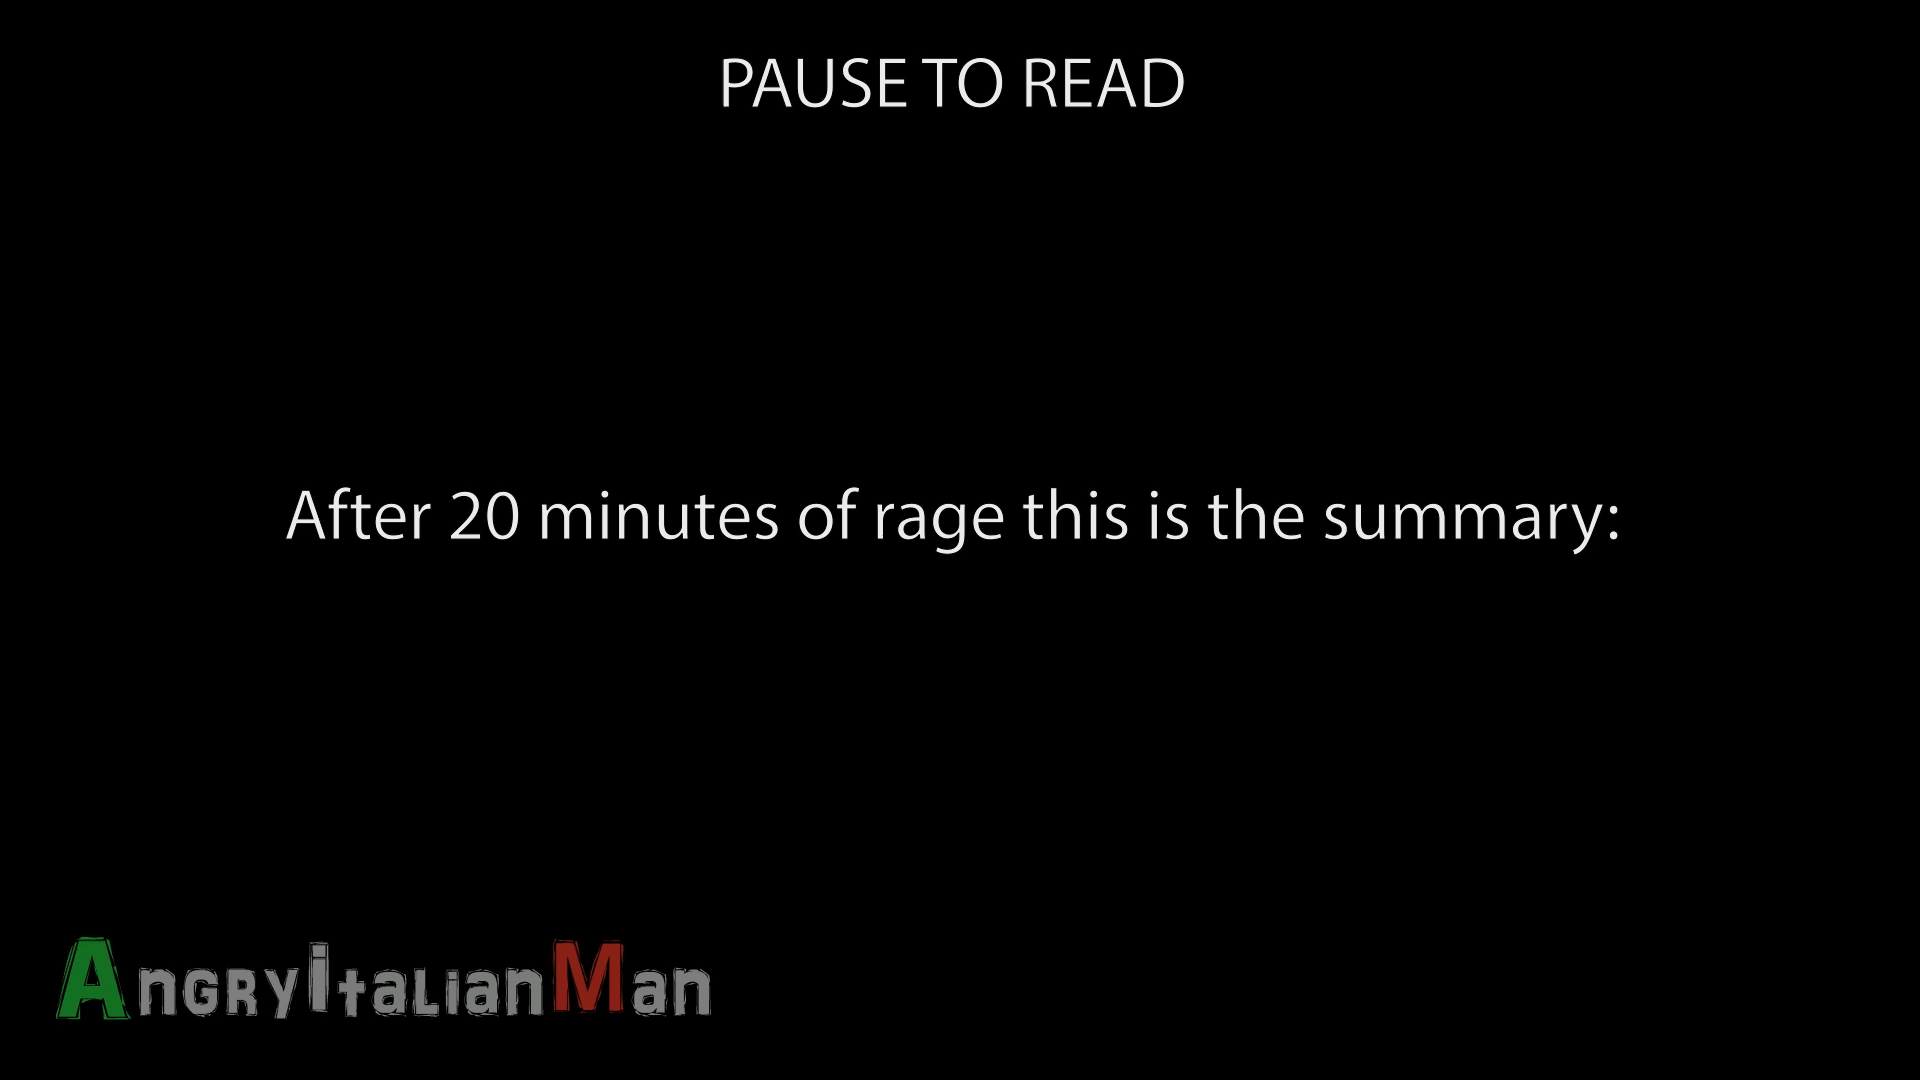 PAUSE TO READ
After 20 minutes of rage this is the summary:
AngryItalianMan